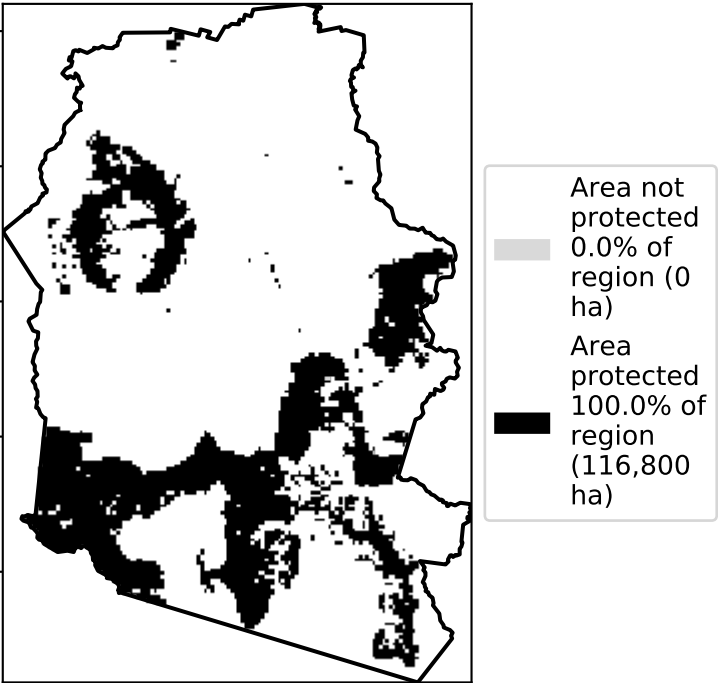 Area not
protected
0.0% of
region (0
ha)
Area
protected
100.0% of
region
(116,800
ha)